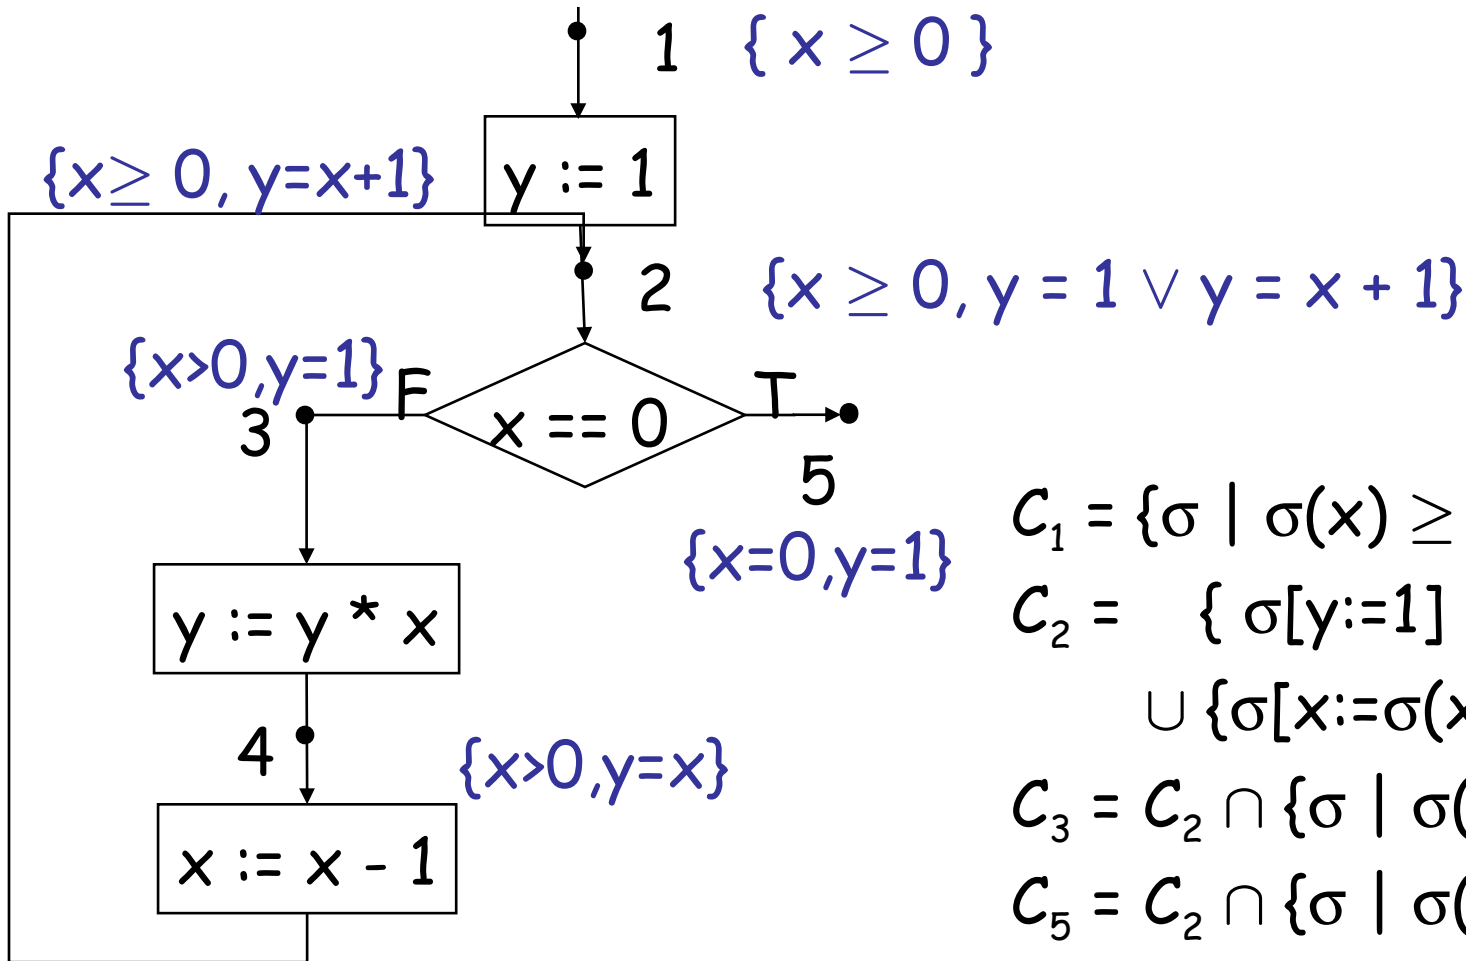 1 { x ≥ 0 }
{x≥ 0, y=x+1}
y := 1
2 {x ≥ 0, y = 1 ∨ y = x + 1}
{x>0,y=1} F
T
3
x == 0
5
{x=0,y=1}
y := y * x
4 {x>0,y=x}
x := x - 1
C1 = {σ | σ(x) ≥
C2 = { σ[y:=1]
∪ {σ[x:=σ(x
C3 = C2 ∩ {σ | σ(
C5 = C2 ∩ {σ | σ(